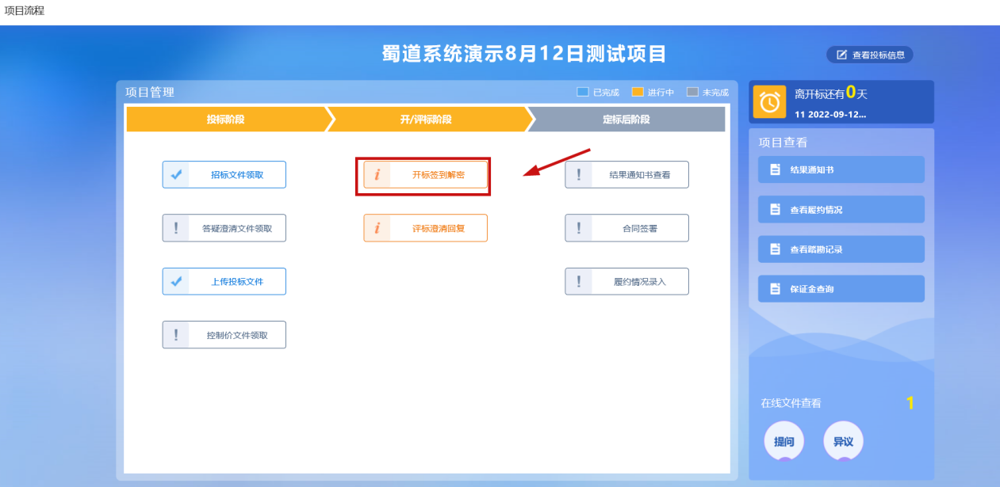 项目流程
蜀道系统演示8月12日测试项目
查看投标信息
项目管理
已完成 进行中 未完成
投标阶段 开/评标阶段 定标后阶段
招标文件领取 开标签到解密 结果通知书查看
答疑澄清文件领取 评标澄清回复 合同签署
上传投标文件 履约情况录入
控制价文件领取
离开标还有0天
11 2022-09-12...
项目查看
结果通知书
查看履约情况
查看踏勘记录
保证金查询
在线文件查看 1
提问 异议